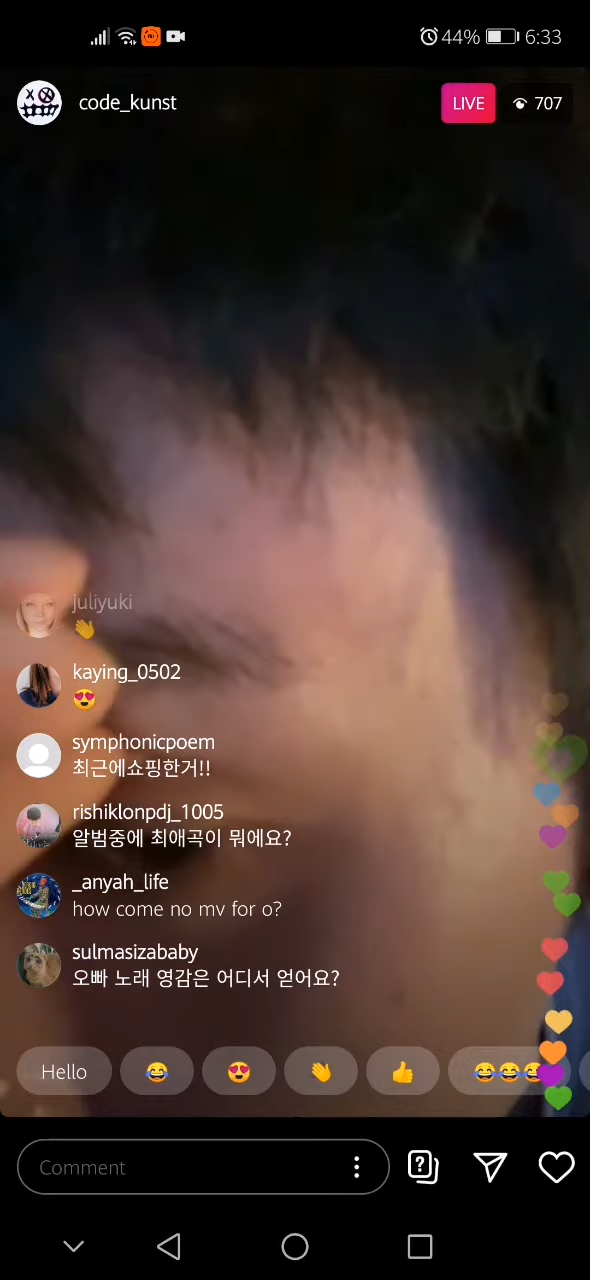 44% 6:33
code_kunst LIVE 707
juliyuki
kaying_0502
symphonicpoem
최근에쇼핑한거!!
rishiklonpdj_1005
알범중에 최애곡이 뭐에요?
_anyah_life
how come no mv for o?
sulmasizababy
오빠 노래 영감은 어디서 얻어요?
Hello
Comment